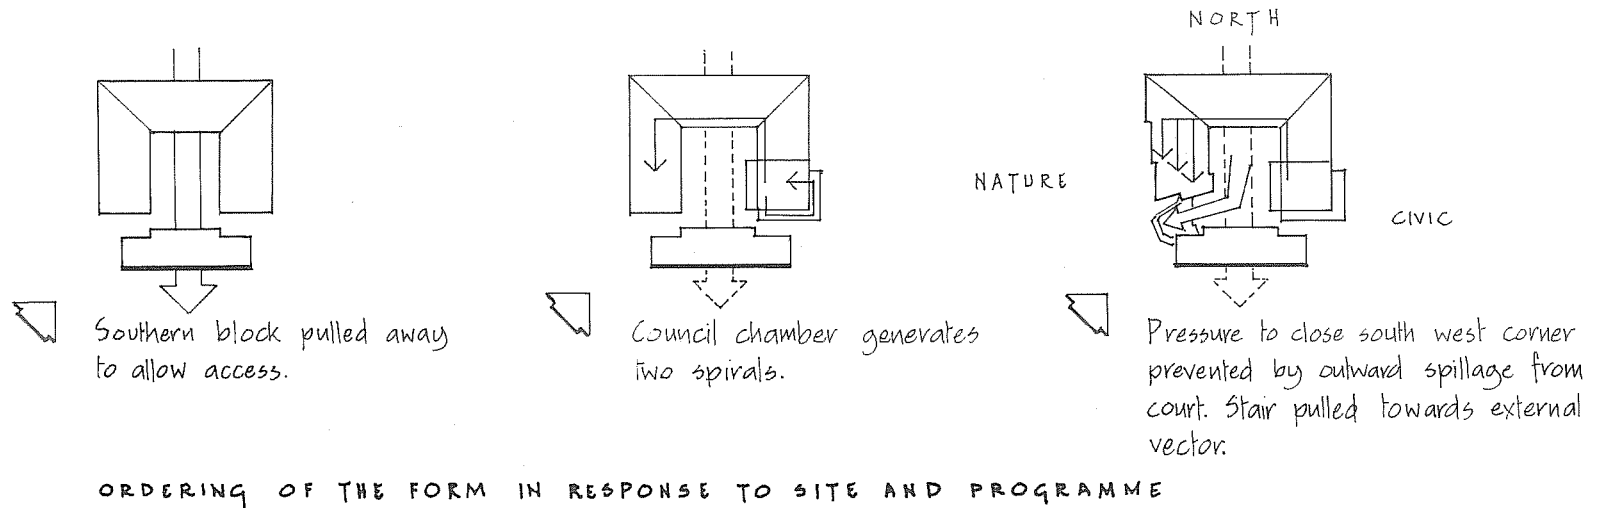 NORTH
NATURE
CIVIC
Southern block pulled away
to allow access.
Council chamber generates
two spirals.
Pressure to close south west corner
prevented by outward spillage from
court. Stair pulled towards external
vector.
ORDERING OF THE FORM IN RESPONSE TO SITE AND PROGRAMME